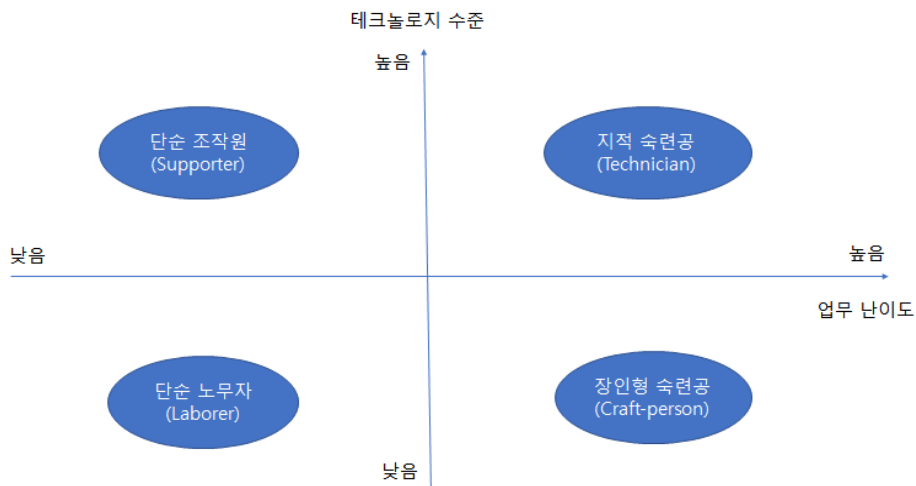 테크놀로지 수준
높음
단순 조작원
(Supporter)
지적 숙련공
(Technician)
낮음
높음
업무 난이도
단순 노무자
(Laborer)
장인형 숙련공
(Craft-person)
낮음